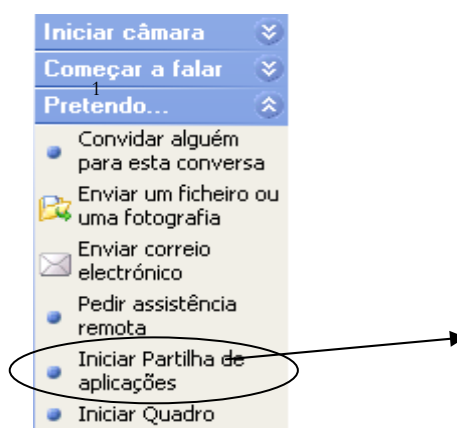 Iniciar câmara
Começar a falar
1
Pretendo...
Convidar alguém
para esta conversa
Enviar um ficheiro ou
uma fotografia
Enviar correio
electrónico
Pedir assistência
remota
Iniciar Partilha de
aplicações
Iniciar Quadro